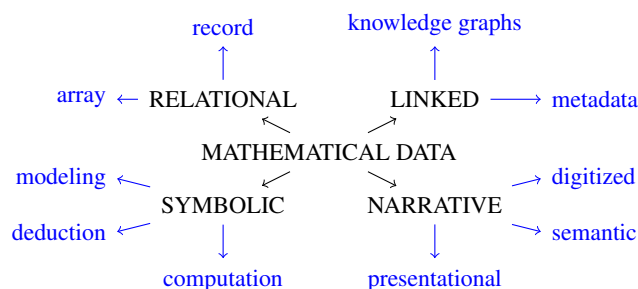 record
knowledge graphs
array
RELATIONAL
LINKED
metadata
MATHEMATICAL DATA
modeling
digitized
SYMBOLIC
NARRATIVE
deduction
semantic
computation
presentational